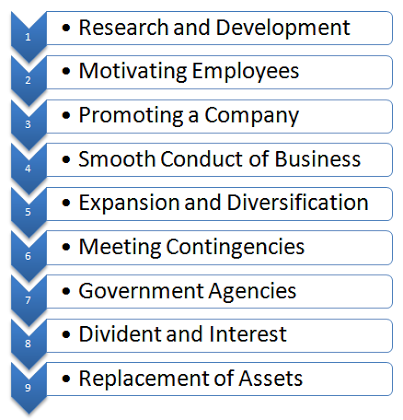 1 • Research and Development
2 • Motivating Employees
3 • Promoting a Company
4 • Smooth Conduct of Business
5 • Expansion and Diversification
6 • Meeting Contingencies
7 • Government Agencies
8 • Divident and Interest
9 • Replacement of Assets